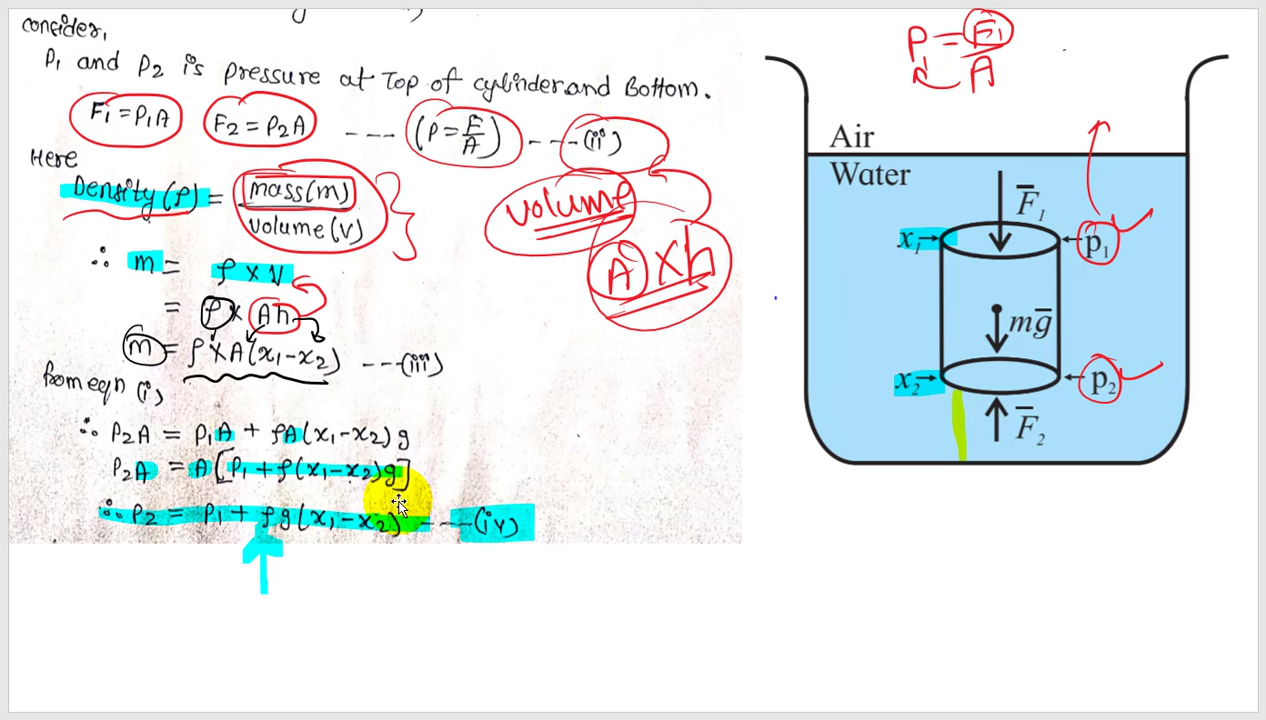 consider,
P₁ and P₂ is pressure at Top of cylinder and Bottom.
F₁ = P₁A F₂ = P₂A --- (P = F/A) --- (ii)
Here
Density (ρ) = mass(m) / volume (v)
∴ m = ρ × V
= ρ × Ah
m = ρ × A(x₁ - x₂) --- (iii)
from eqn (i),
∴ P₂A = P₁A + ρA(x₁ - x₂) g
P₂A = A [P₁ + ρ(x₁ - x₂)g]
∴ P₂ = P₁ + ρg(x₁ - x₂) --- (iv)
volume
A × h
P = F₁ / A
Air
Water
F̅₁
x₁ p₁
mg̅
x₂ p₂
F̅₂